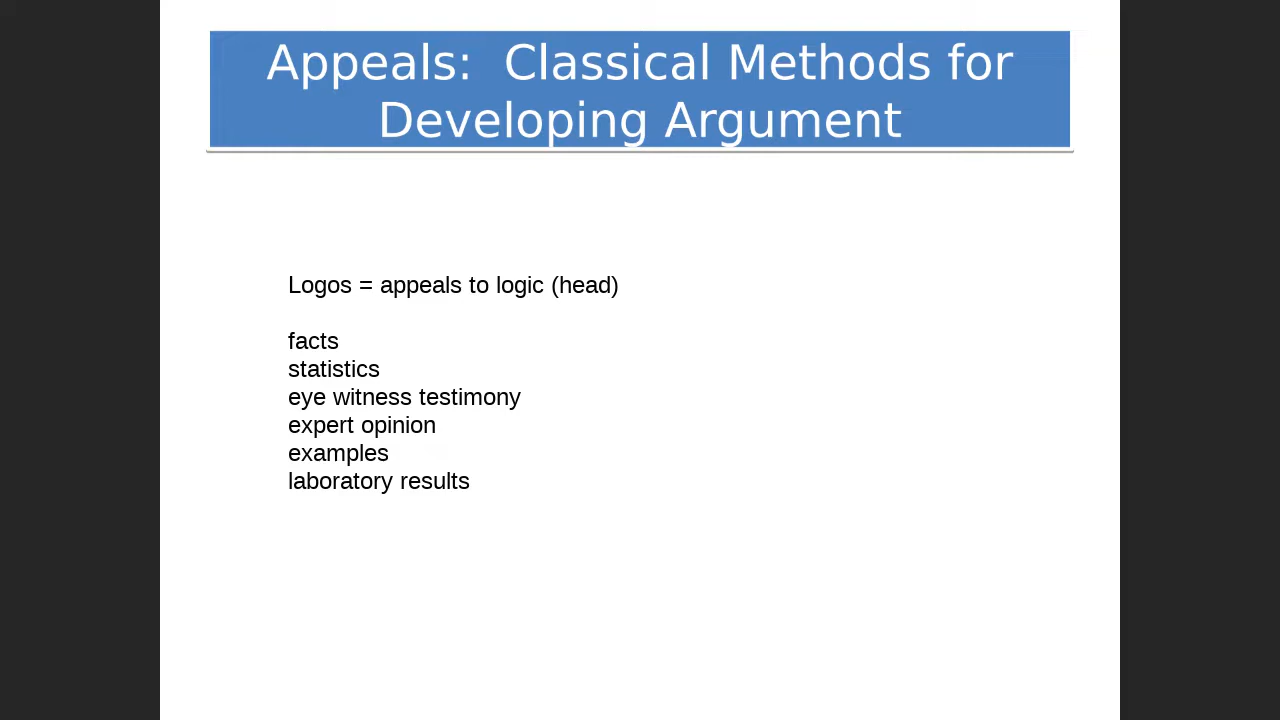 Appeals:  Classical Methods for
Developing Argument
Logos = appeals to logic (head)
facts
statistics
eye witness testimony
expert opinion
examples
laboratory results